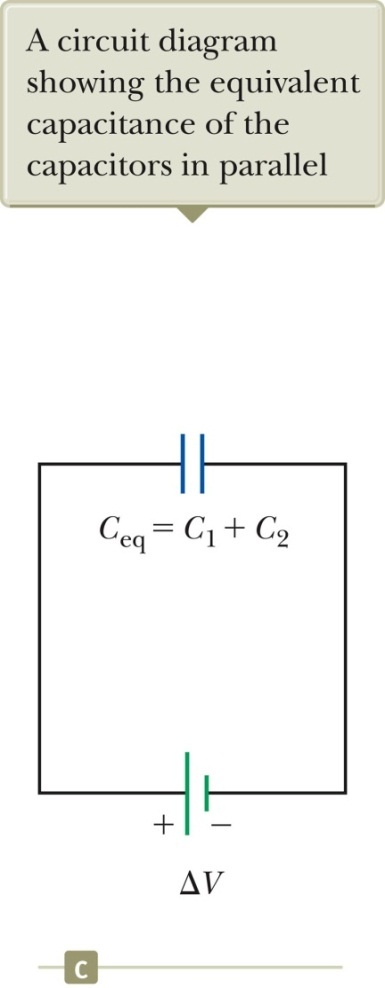 A circuit diagram
showing the equivalent
capacitance of the
capacitors in parallel
C_eq = C_1 + C_2
+ −
ΔV
C